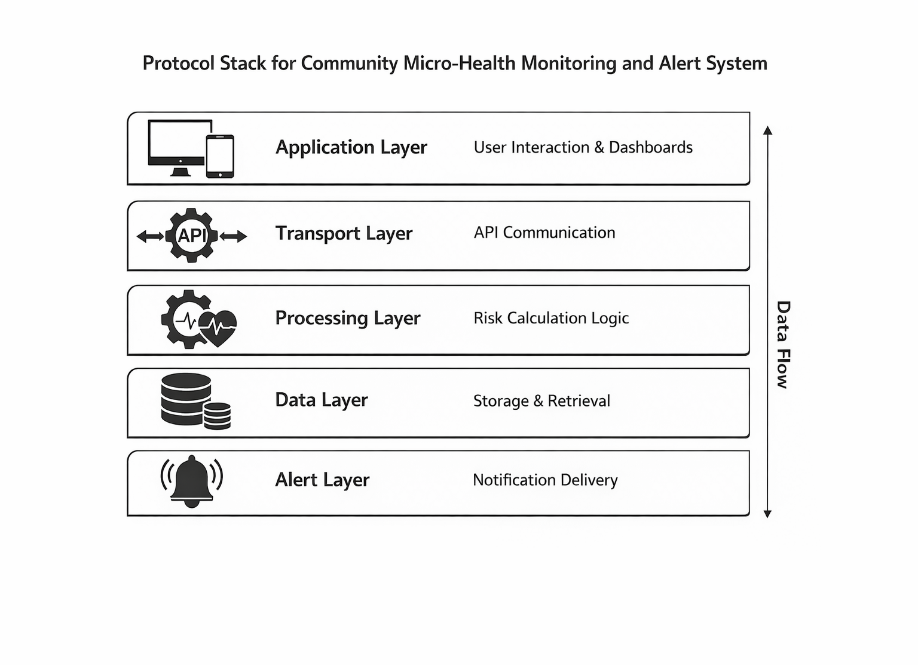 Protocol Stack for Community Micro-Health Monitoring and Alert System
Application Layer
User Interaction & Dashboards
API
Transport Layer
API Communication
Processing Layer
Risk Calculation Logic
Data Layer
Storage & Retrieval
Alert Layer
Notification Delivery
Data Flow